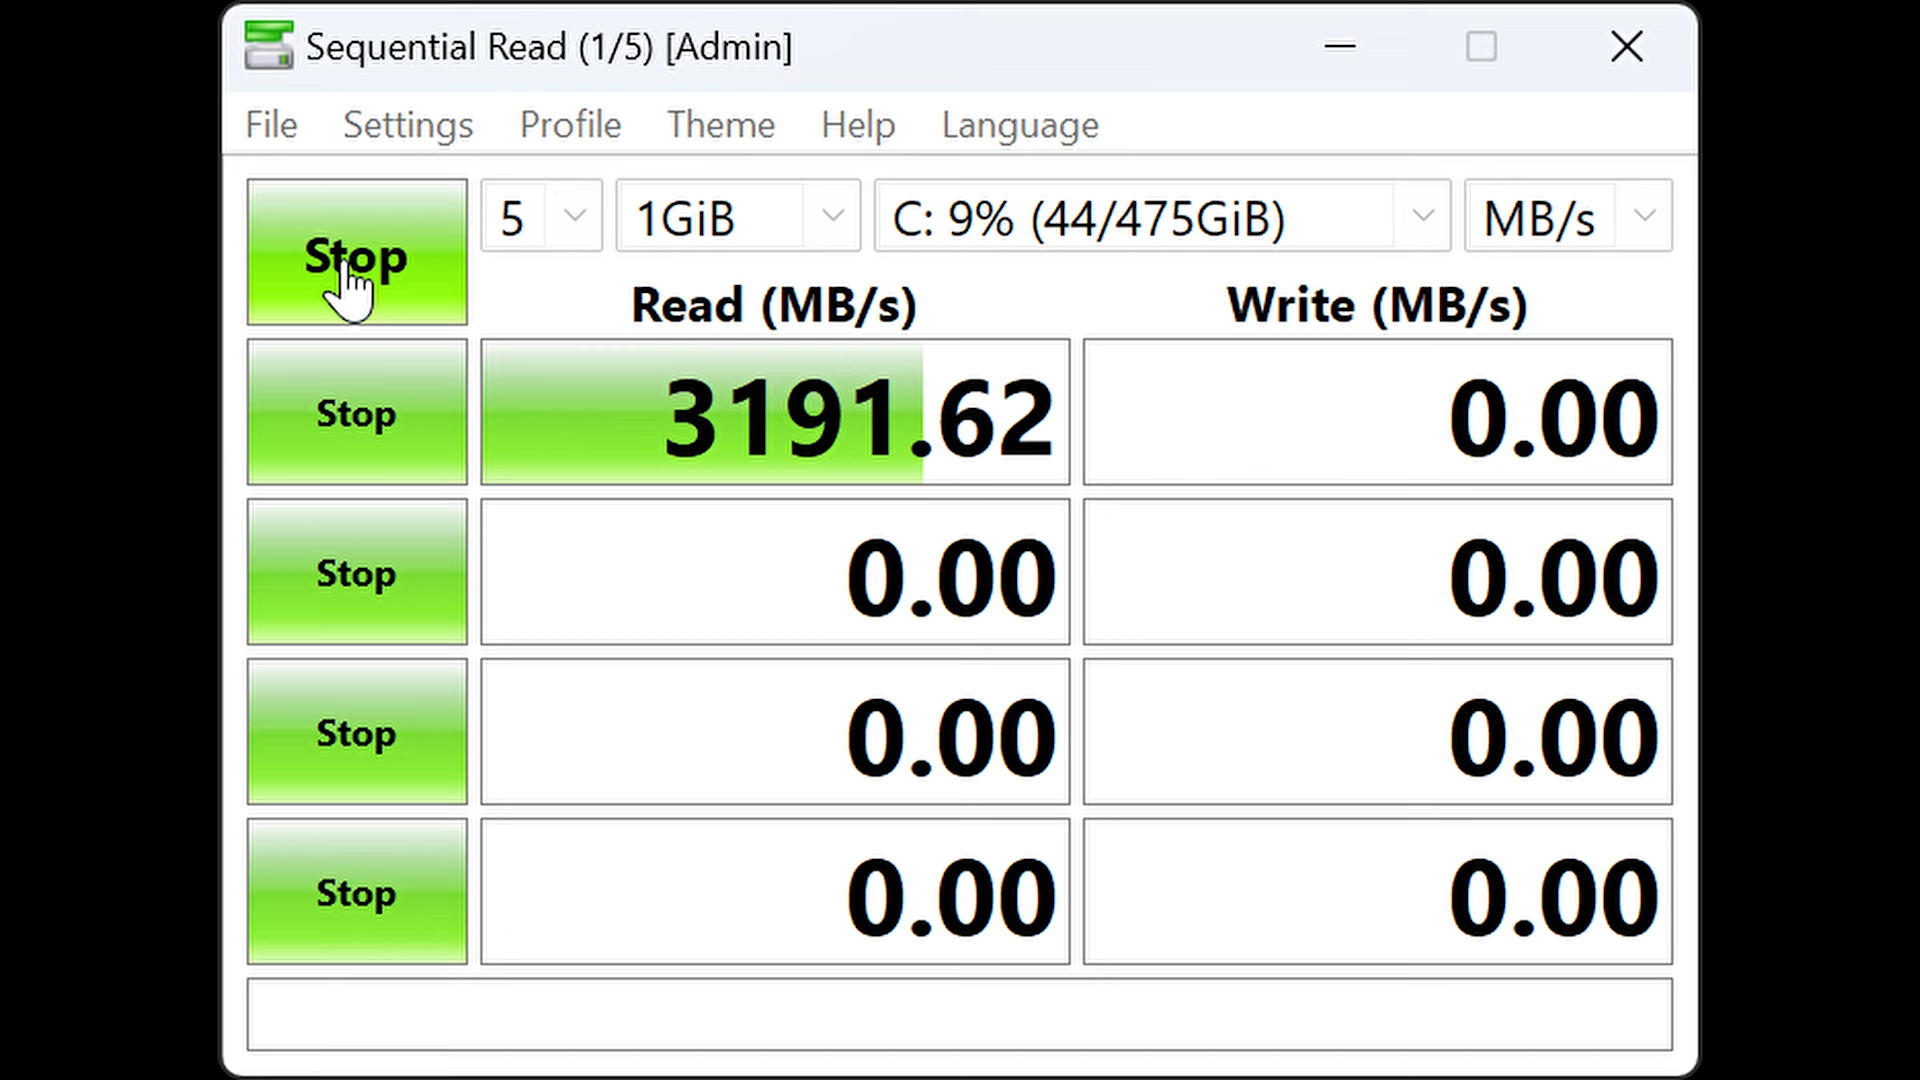 Sequential Read (1/5) [Admin]
File Settings Profile Theme Help Language
Stop 5 1GiB C: 9% (44/475GiB) MB/s
Read (MB/s) Write (MB/s)
Stop 3191.62 0.00
Stop 0.00 0.00
Stop 0.00 0.00
Stop 0.00 0.00